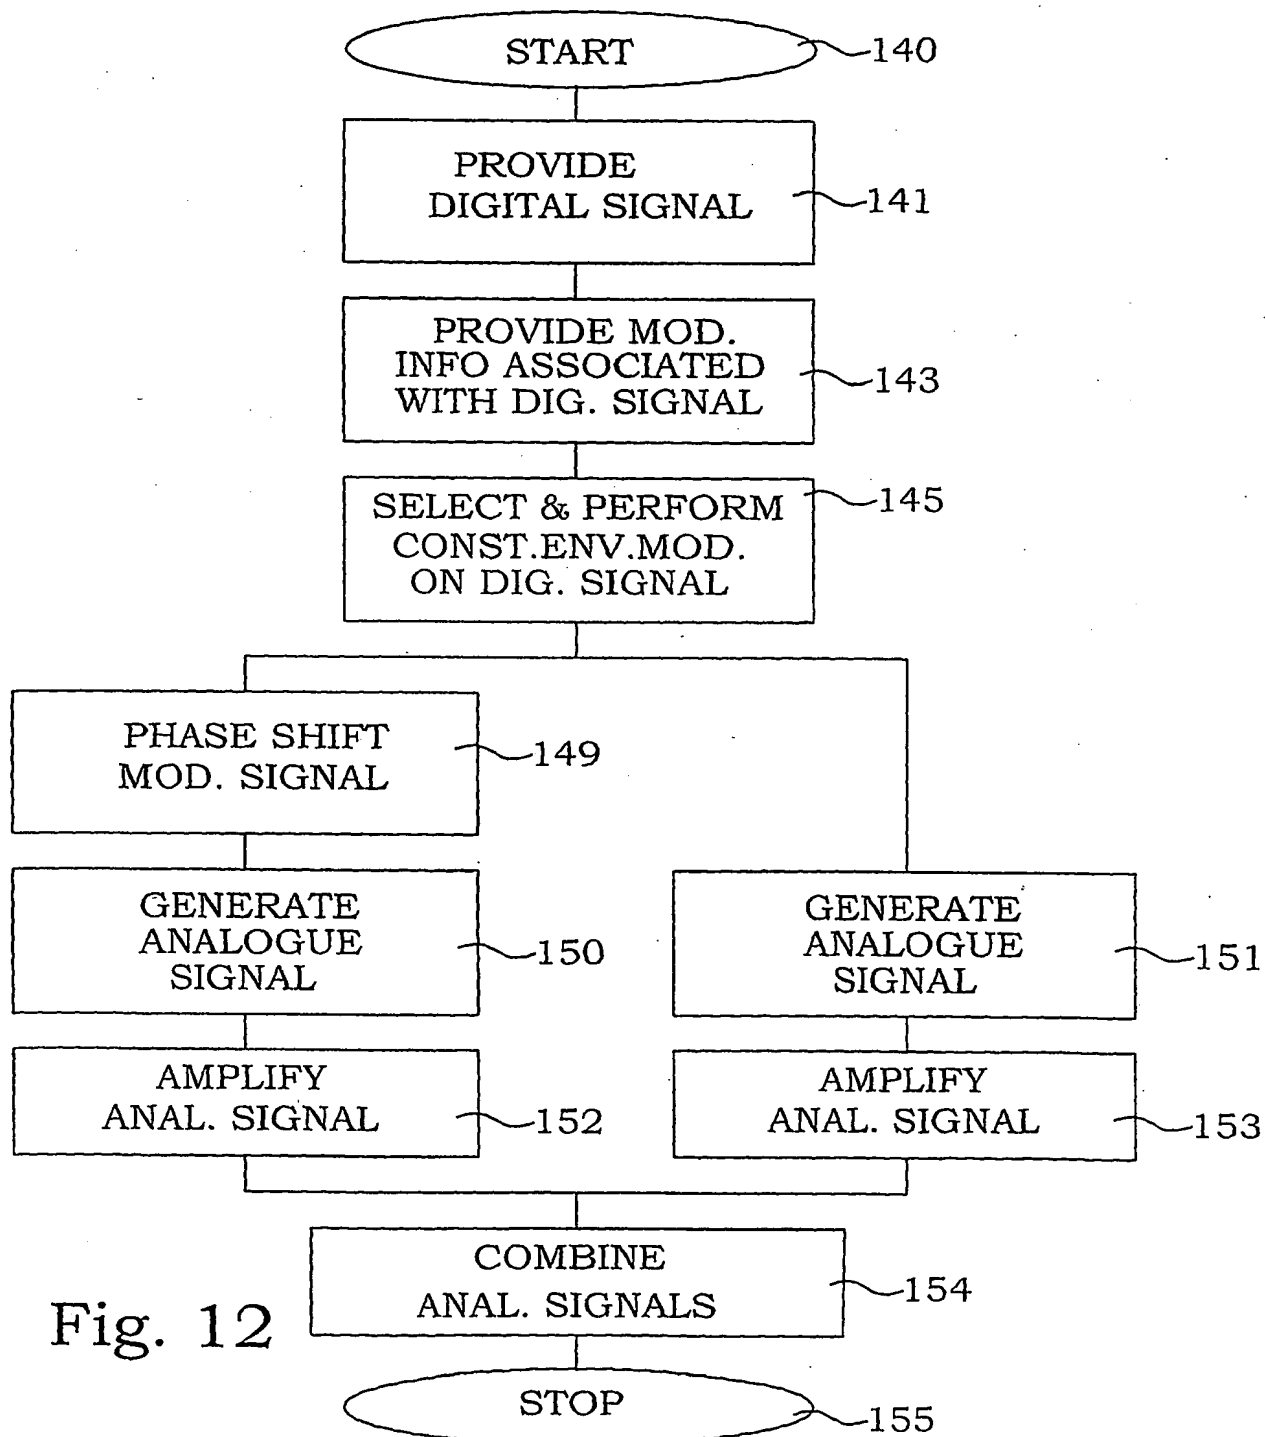 START
140
PROVIDE
DIGITAL SIGNAL
141
PROVIDE MOD.
INFO ASSOCIATED
WITH DIG. SIGNAL
143
SELECT & PERFORM
CONST.ENV.MOD.
ON DIG. SIGNAL
145
PHASE SHIFT
MOD. SIGNAL
149
GENERATE
ANALOGUE
SIGNAL
150
GENERATE
ANALOGUE
SIGNAL
151
AMPLIFY
ANAL. SIGNAL
152
AMPLIFY
ANAL. SIGNAL
153
COMBINE
ANAL. SIGNALS
154
Fig. 12
STOP
155